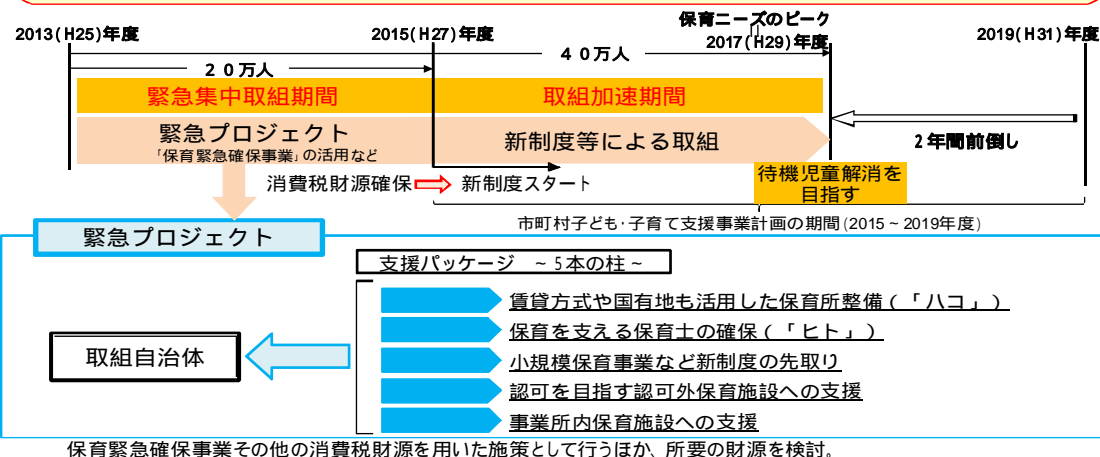 保育ニーズのピーク
2013(H25)年度
2015(H27)年度
2017(H29)年度
2019(H31)年度
20万人
40万人
緊急集中取組期間
取組加速期間
緊急プロジェクト
「保育緊急確保事業」の活用など
新制度等による取組
2年間前倒し
消費税財源確保
新制度スタート
待機児童解消を
目指す
市町村子ども・子育て支援事業計画の期間(2015~2019年度)
緊急プロジェクト
支援パッケージ ~5本の柱~
賃貸方式や国有地も活用した保育所整備(「ハコ」)
保育を支える保育士の確保(「ヒト」)
取組自治体
小規模保育事業など新制度の先取り
認可を目指す認可外保育施設への支援
事業所内保育施設への支援
保育緊急確保事業その他の消費税財源を用いた施策として行うほか、所要の財源を検討。